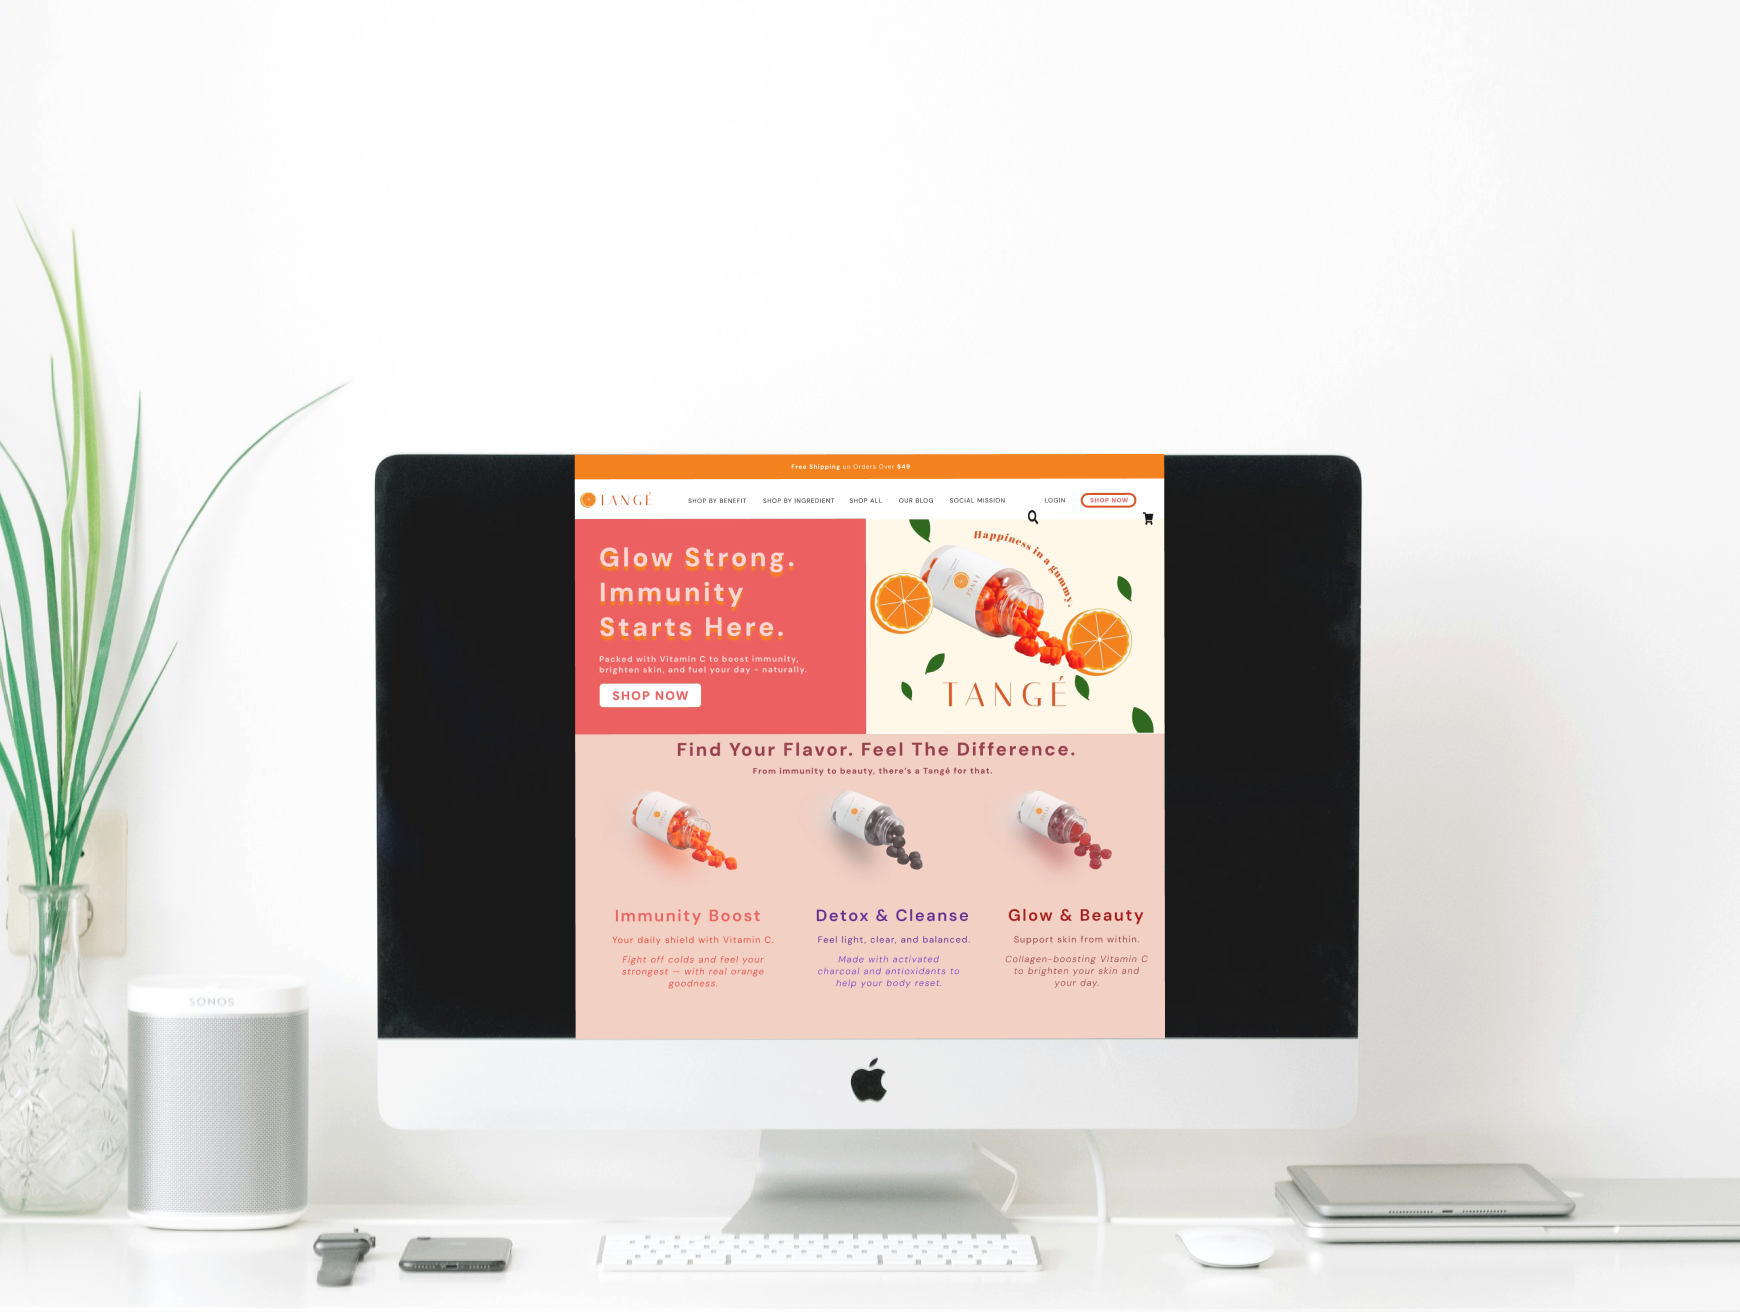 Free Shipping on Orders Over $49
TANGÉ
SHOP BY BENEFIT
SHOP BY INGREDIENT
SHOP ALL
OUR BLOG
SOCIAL MISSION
LOGIN
SHOP NOW
Glow Strong.
Immunity
Starts Here.
Packed with Vitamin C to boost immunity,
brighten skin, and fuel your day - naturally.
SHOP NOW
Happiness in a gummy.
TANGÉ
TANGÉ
Find Your Flavor. Feel The Difference.
From immunity to beauty, there's a Tangé for that.
Immunity Boost
Your daily shield with Vitamin C.
Fight off colds and feel your
strongest — with real orange
goodness.
Detox & Cleanse
Feel light, clear, and balanced.
Made with activated
charcoal and antioxidants to
help your body reset.
Glow & Beauty
Support skin from within.
Collagen-boosting Vitamin C
to brighten your skin and
your day.
SONOS